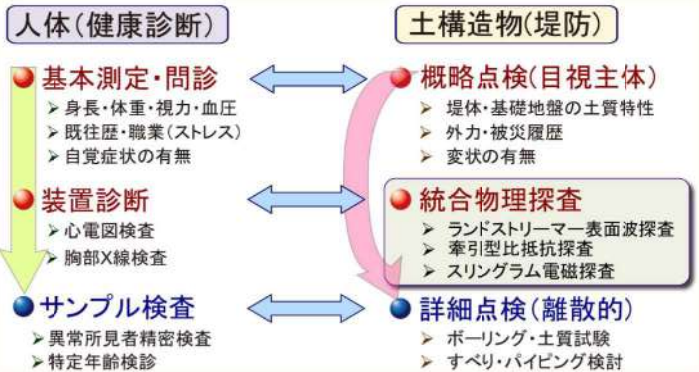 人体(健康診断)
基本測定・問診
身長・体重・視力・血圧
既往歴・職業(ストレス)
自覚症状の有無
装置診断
心電図検査
胸部X線検査
サンプル検査
異常所見者精密検査
特定年齢検診
土構造物(堤防)
概略点検(目視主体)
堤体・基礎地盤の土質特性
外力・被災履歴
変状の有無
統合物理探査
ランドストリーマー表面波探査
牽引型比抵抗探査
スリングラム電磁探査
詳細点検(離散的)
ボーリング・土質試験
すべり・パイピング検討